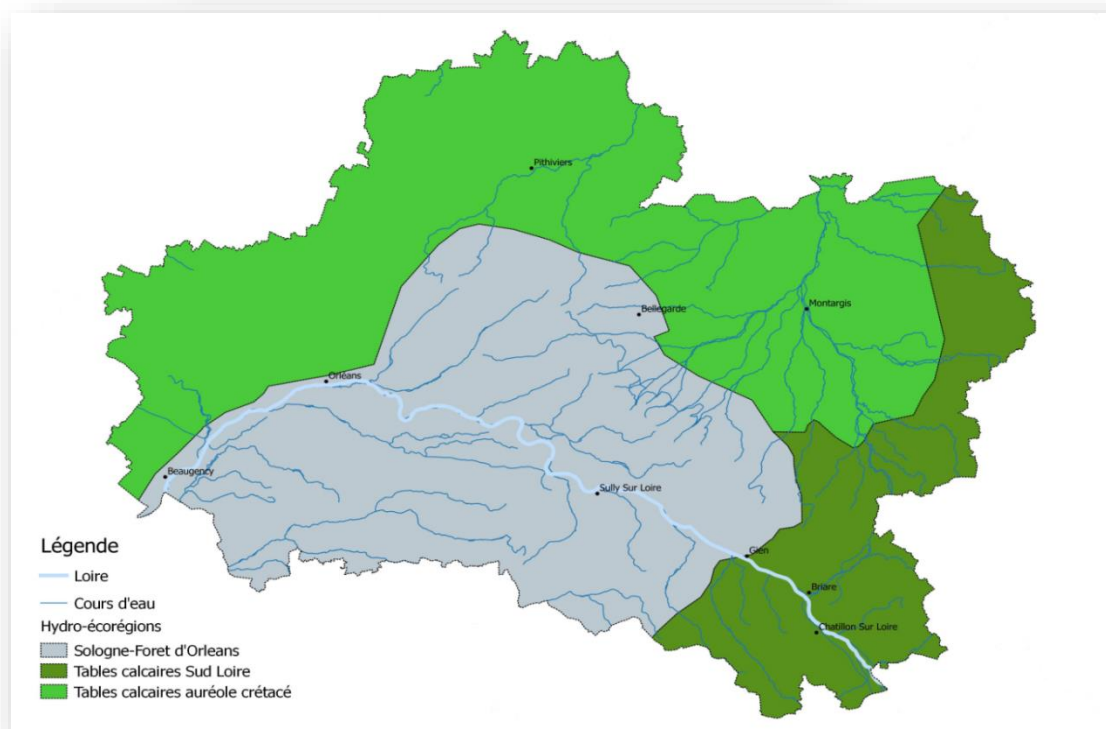 Pithiviers
Bellegarde
Montargis
Orléans
Beaugency
Sully Sur Loire
Gien
Briare
Chatillon Sur Loire
Légende
Loire
Cours d'eau
Hydro-écorégions
Sologne-Foret d'Orleans
Tables calcaires Sud Loire
Tables calcaires auréole crétacé